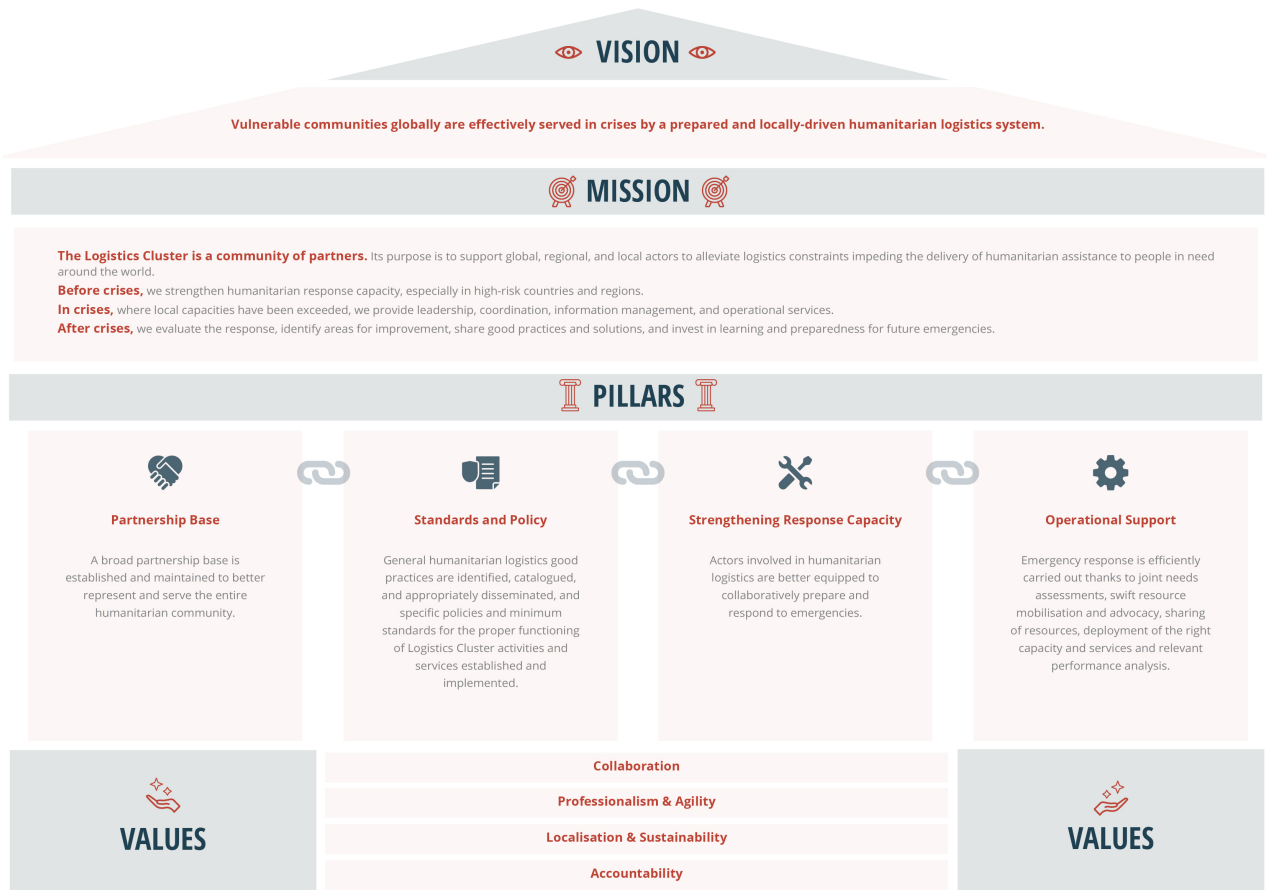 VISION
Vulnerable communities globally are effectively served in crises by a prepared and locally-driven humanitarian logistics system.
MISSION
The Logistics Cluster is a community of partners. Its purpose is to support global, regional, and local actors to alleviate logistics constraints impeding the delivery of humanitarian assistance to people in need
around the world.
Before crises, we strengthen humanitarian response capacity, especially in high-risk countries and regions.
In crises, where local capacities have been exceeded, we provide leadership, coordination, information management, and operational services.
After crises, we evaluate the response, identify areas for improvement, share good practices and solutions, and invest in learning and preparedness for future emergencies.
PILLARS
Partnership Base
A broad partnership base is
established and maintained to better
represent and serve the entire
humanitarian community.
Standards and Policy
General humanitarian logistics good
practices are identified, catalogued,
and appropriately disseminated, and
specific policies and minimum
standards for the proper functioning
of Logistics Cluster activities and
services established and
implemented.
Strengthening Response Capacity
Actors involved in humanitarian
logistics are better equipped to
collaboratively prepare and
respond to emergencies.
Operational Support
Emergency response is efficiently
carried out thanks to joint needs
assessments, swift resource
mobilisation and advocacy, sharing
of resources, deployment of the right
capacity and services and relevant
performance analysis.
VALUES
Collaboration
Professionalism & Agility
Localisation & Sustainability
Accountability
VALUES